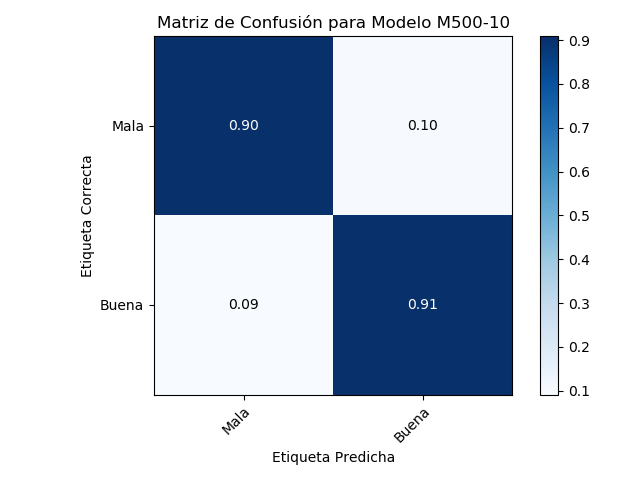 Matriz de Confusión para Modelo M500-10
Etiqueta Correcta
Mala
Buena
0.90
0.10
0.09
0.91
Mala
Buena
Etiqueta Predicha
0.9
0.8
0.7
0.6
0.5
0.4
0.3
0.2
0.1